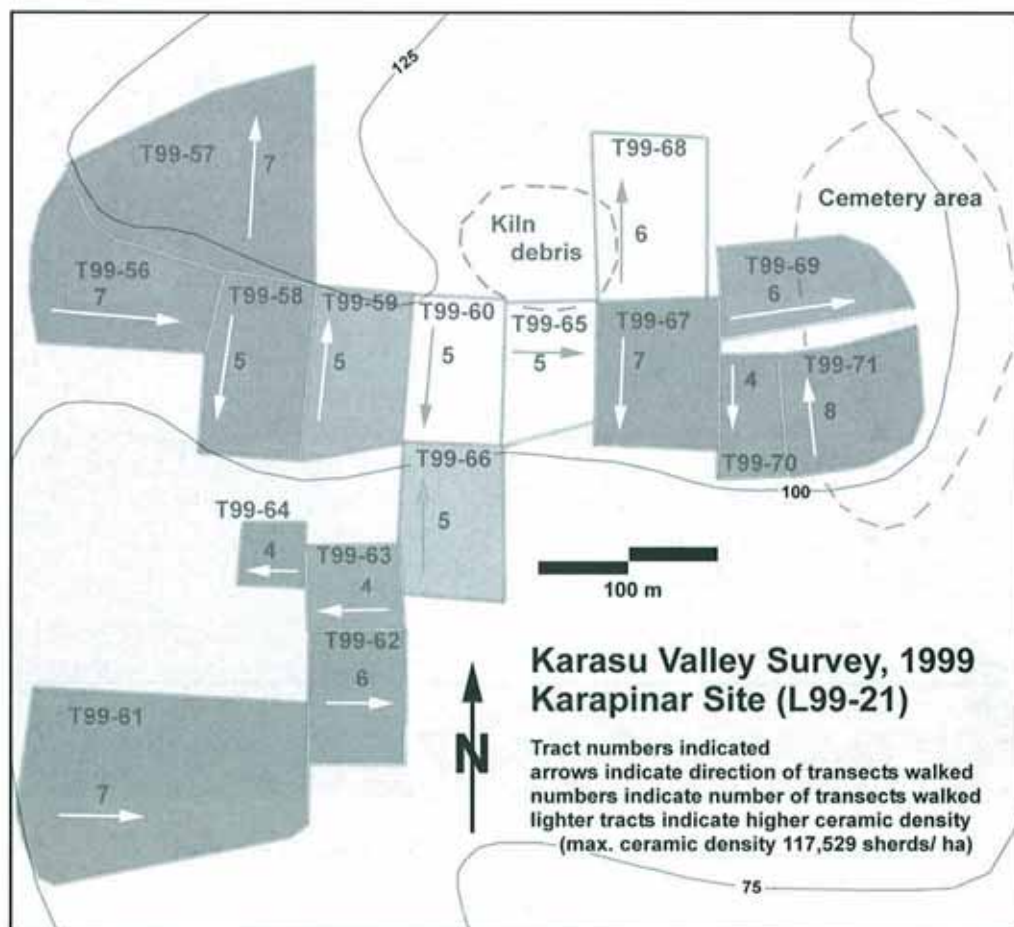 125
T99-57
7
T99-68
6
Kiln
debris
Cemetery area
T99-56
7
T99-58
5
T99-59
5
T99-60
5
T99-65
5
T99-67
7
T99-69
6
4
T99-70
T99-71
8
100
T99-66
5
T99-64
4
T99-63
4
T99-62
6
T99-61
7
100 m
N
Karasu Valley Survey, 1999
Karapinar Site (L99-21)
Tract numbers indicated
arrows indicate direction of transects walked
numbers indicate number of transects walked
lighter tracts indicate higher ceramic density
(max. ceramic density 117,529 sherds/ ha)
75